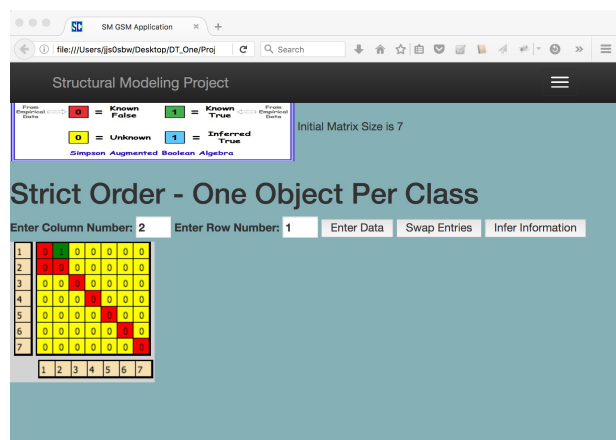 SC SM GSM Application × +
file:///Users/jjs0sbw/Desktop/DT_One/Proj C Search
Structural Modeling Project
From Empirical Data 0 = Known False 1 = Known True From Empirical Data
0 = Unknown 1 = Inferred True
Simpson Augmented Boolean Algebra
Initial Matrix Size is 7
Strict Order - One Object Per Class
Enter Column Number: 2 Enter Row Number: 1 Enter Data Swap Entries Infer Information
1 0 1 0 0 0 0 0
2 0 0 0 0 0 0 0
3 0 0 0 0 0 0 0
4 0 0 0 0 0 0 0
5 0 0 0 0 0 0 0
6 0 0 0 0 0 0 0
7 0 0 0 0 0 0 0
1 2 3 4 5 6 7